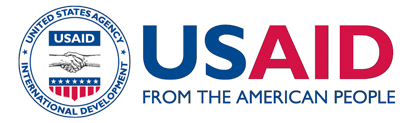 UNITED STATES AGENCY
USAID
INTERNATIONAL DEVELOPMENT
USAID
FROM THE AMERICAN PEOPLE